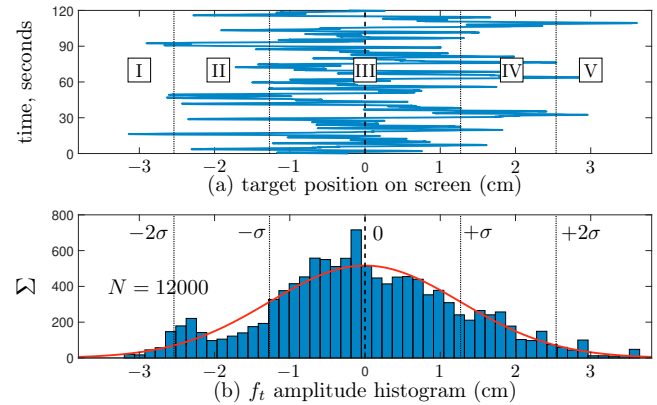 120
90
60
30
0
time, seconds
I
II
III
IV
V
−3 −2 −1 0 1 2 3
(a) target position on screen (cm)
800
600
400
200
0
Σ
−2σ −σ 0 +σ +2σ
N = 12000
−3 −2 −1 0 1 2 3
(b) f_t amplitude histogram (cm)